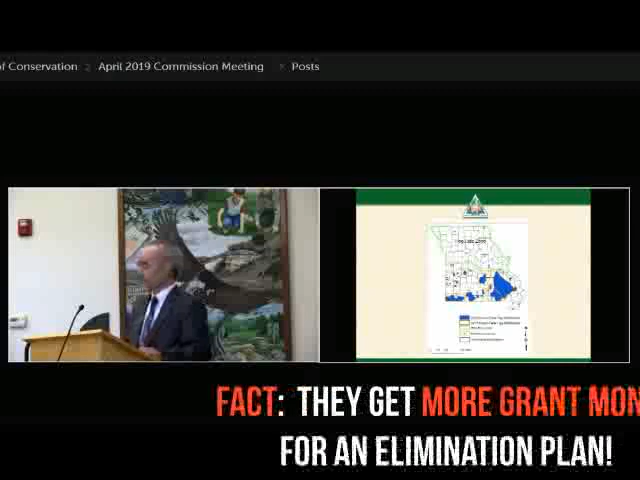 of Conservation April 2019 Commission Meeting Posts
FACT: THEY GET MORE GRANT MON
FOR AN ELIMINATION PLAN!